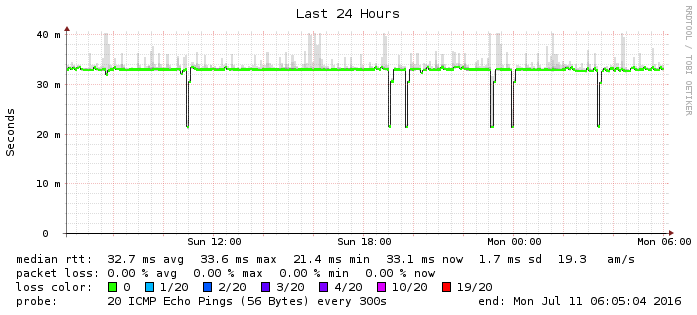 Last 24 Hours
RRDTOOL / TOBI OETIKER
Seconds
40 m
30 m
20 m
10 m
0
Sun 12:00 Sun 18:00 Mon 00:00 Mon 06:00
median rtt: 32.7 ms avg 33.6 ms max 21.4 ms min 33.1 ms now 1.7 ms sd 19.3 am/s
packet loss: 0.00 % avg 0.00 % max 0.00 % min 0.00 % now
loss color: 0 1/20 2/20 3/20 4/20 10/20 19/20
probe: 20 ICMP Echo Pings (56 Bytes) every 300s end: Mon Jul 11 06:05:04 2016